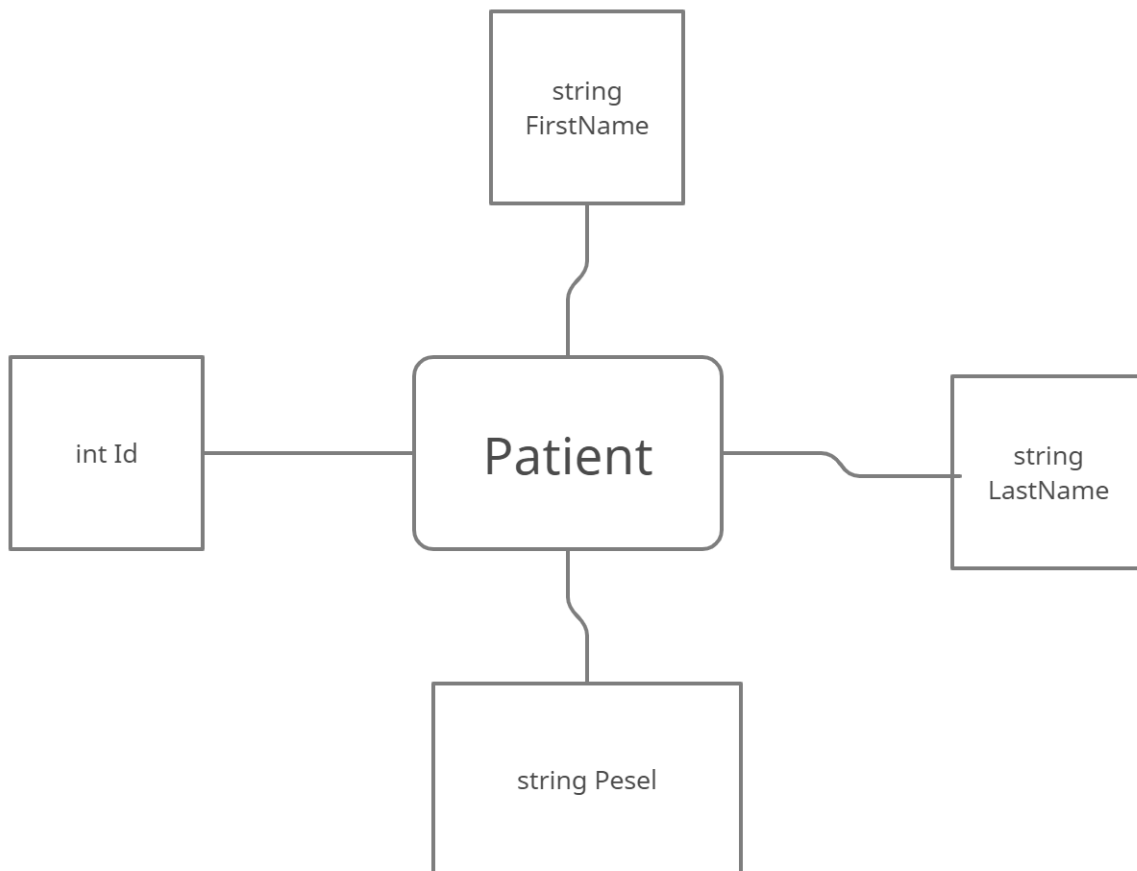 string
FirstName
int Id
Patient
string
LastName
string Pesel